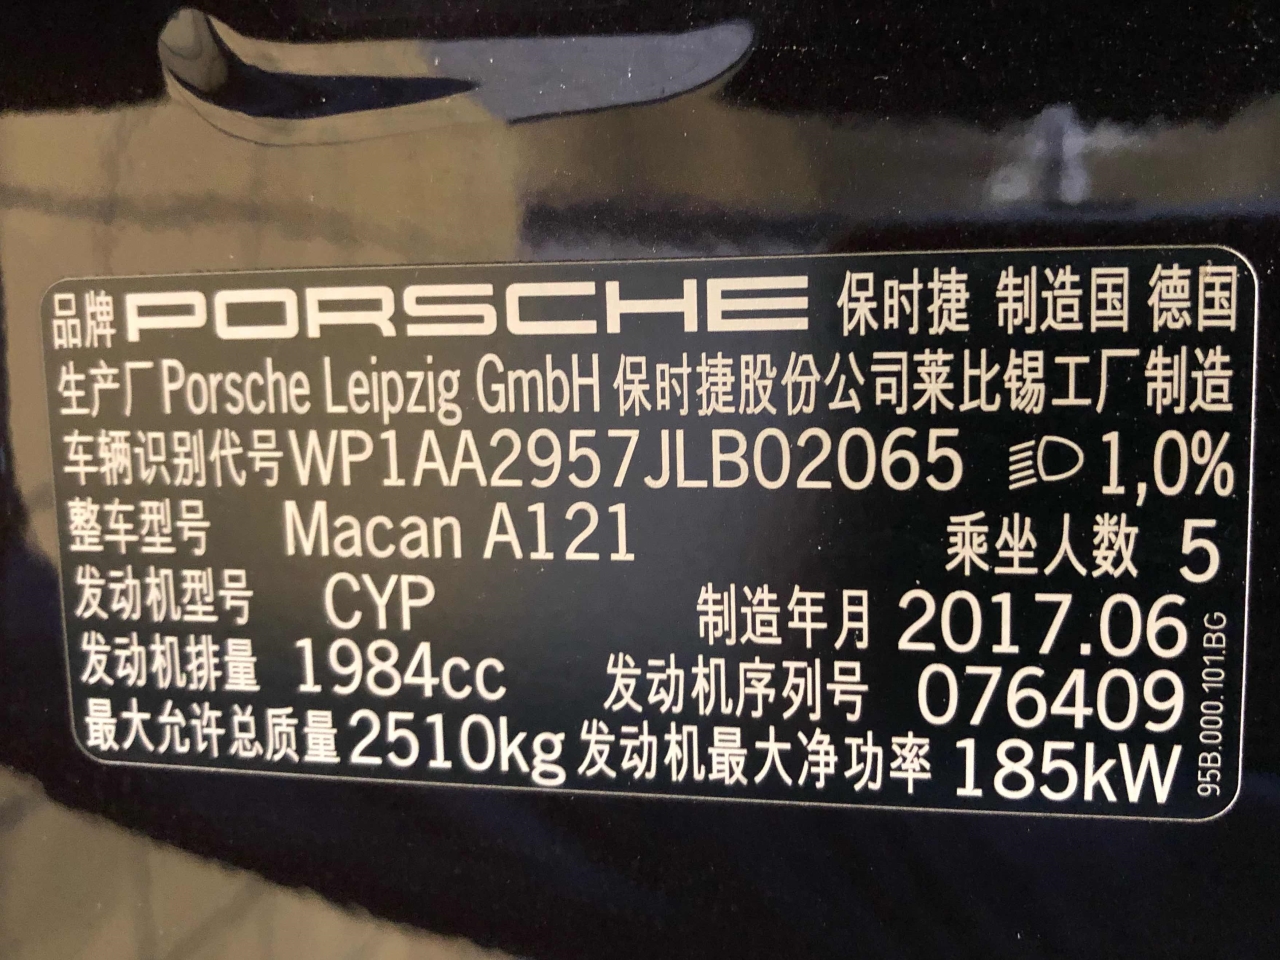 品牌 PORSCHE 保时捷 制造国 德国
生产厂 Porsche Leipzig GmbH 保时捷股份公司莱比锡工厂 制造
车辆识别代号 WP1AA2957JLB02065 1,0%
整车型号 Macan A121 乘坐人数 5
发动机型号 CYP 制造年月 2017.06
发动机排量 1984cc 发动机序列号 076409
最大允许总质量 2510kg 发动机最大净功率 185kW
95B.000.101.BG